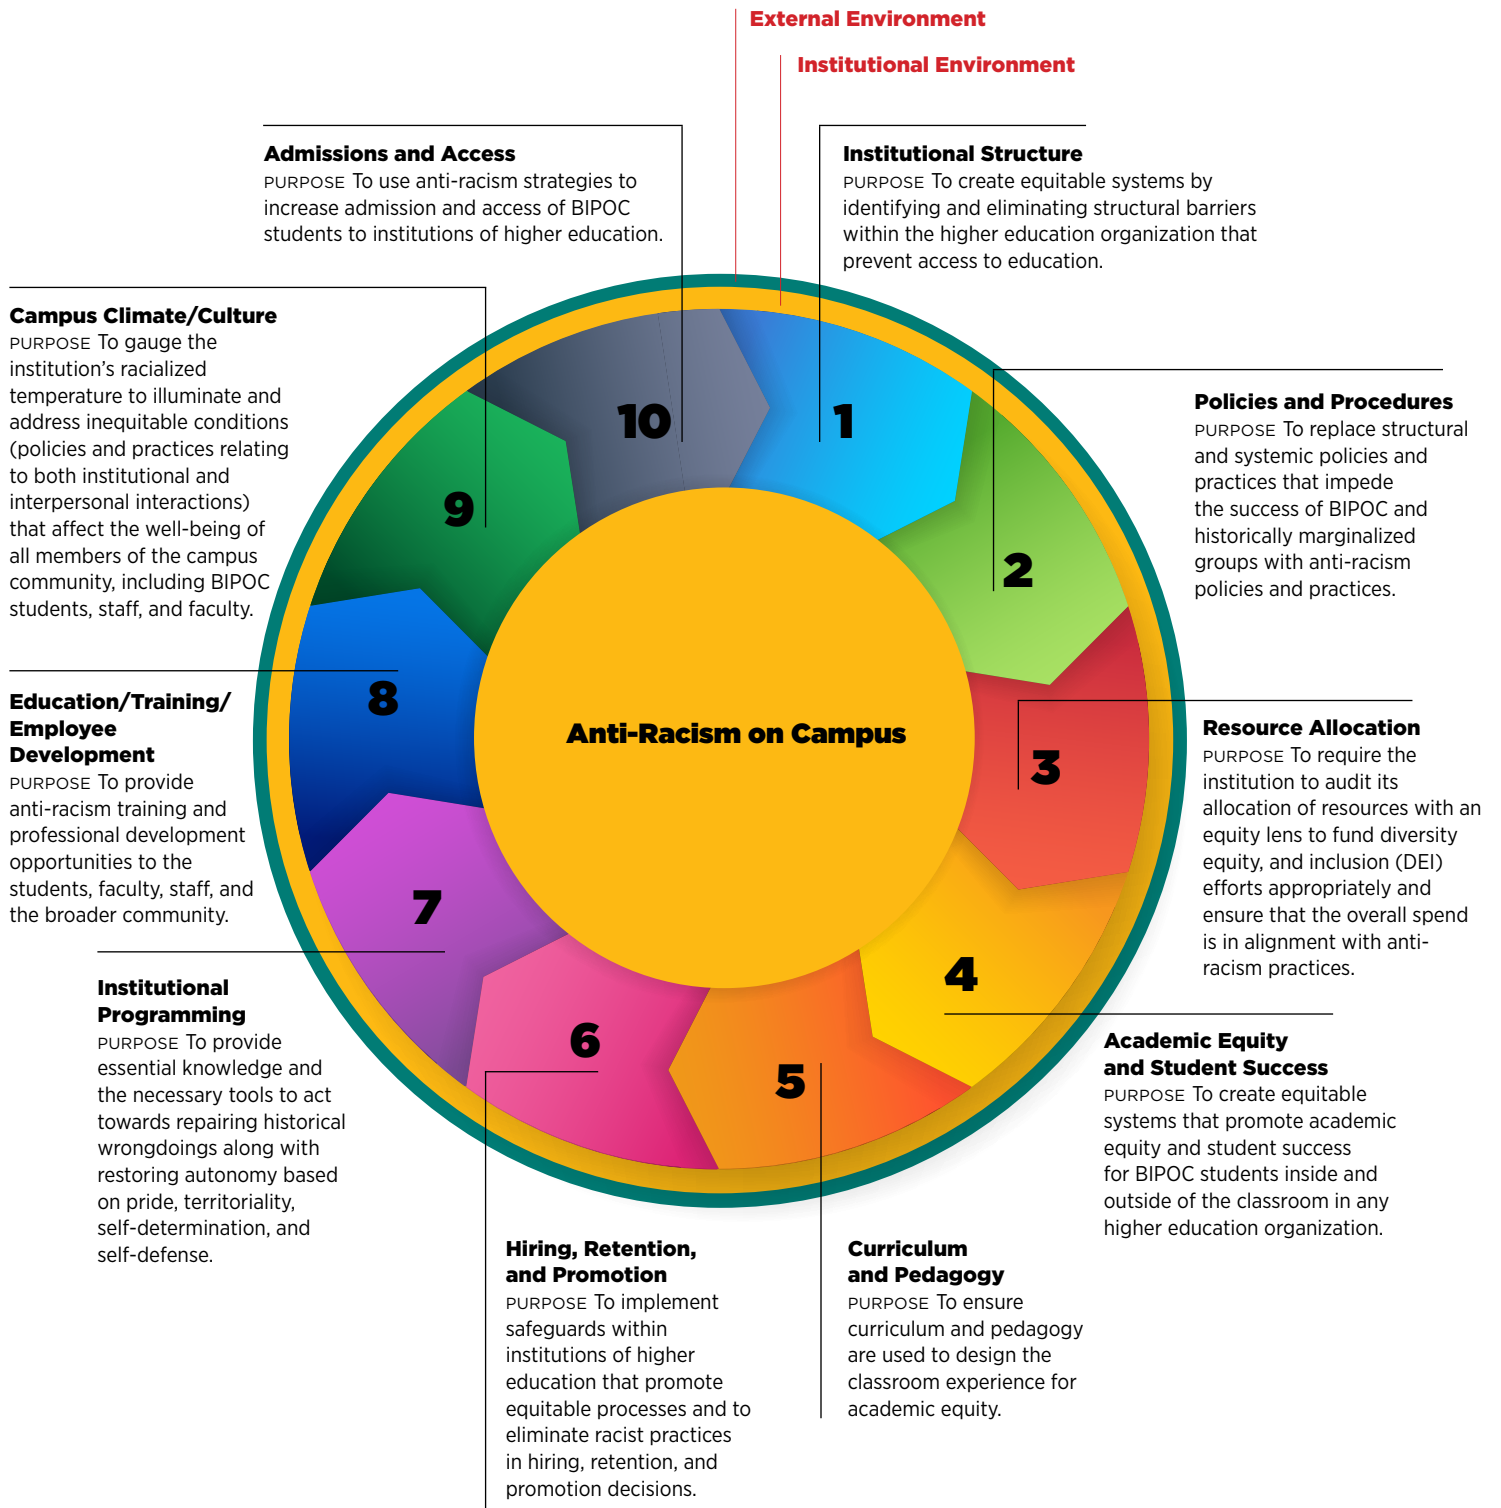 External Environment
Institutional Environment
Admissions and Access
PURPOSE To use anti-racism strategies to
increase admission and access of BIPOC
students to institutions of higher education.
Institutional Structure
PURPOSE To create equitable systems by
identifying and eliminating structural barriers
within the higher education organization that
prevent access to education.
Campus Climate/Culture
PURPOSE To gauge the
institution’s racialized
temperature to illuminate and
address inequitable conditions
(policies and practices relating
to both institutional and
interpersonal interactions)
that affect the well-being of
all members of the campus
community, including BIPOC
students, staff, and faculty.
Policies and Procedures
PURPOSE To replace structural
and systemic policies and
practices that impede
the success of BIPOC and
historically marginalized
groups with anti-racism
policies and practices.
10
1
9
2
8
3
7
4
6
5
Anti-Racism on Campus
Education/Training/
Employee
Development
PURPOSE To provide
anti-racism training and
professional development
opportunities to the
students, faculty, staff, and
the broader community.
Resource Allocation
PURPOSE To require the
institution to audit its
allocation of resources with an
equity lens to fund diversity
equity, and inclusion (DEI)
efforts appropriately and
ensure that the overall spend
is in alignment with anti-
racism practices.
Institutional
Programming
PURPOSE To provide
essential knowledge and
the necessary tools to act
towards repairing historical
wrongdoings along with
restoring autonomy based
on pride, territoriality,
self-determination, and
self-defense.
Academic Equity
and Student Success
PURPOSE To create equitable
systems that promote academic
equity and student success
for BIPOC students inside and
outside of the classroom in any
higher education organization.
Hiring, Retention,
and Promotion
PURPOSE To implement
safeguards within
institutions of higher
education that promote
equitable processes and to
eliminate racist practices
in hiring, retention, and
promotion decisions.
Curriculum
and Pedagogy
PURPOSE To ensure
curriculum and pedagogy
are used to design the
classroom experience for
academic equity.